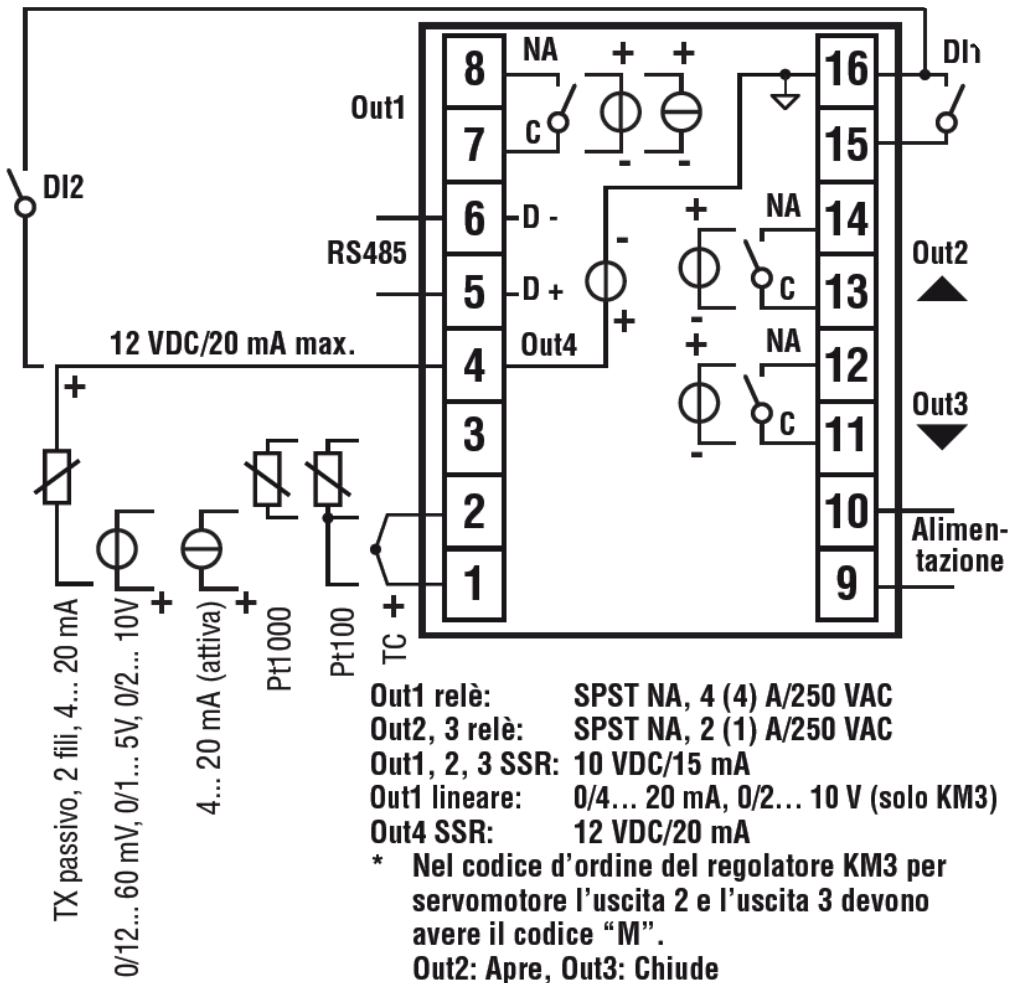 8
NA
+
+
16
DI1
Out1
7
C
-
-
15
DI2
6
D -
-
+
NA
14
Out2
RS485
5
D +
+
-
C
13
12 VDC/20 mA max.
4
Out4
+
NA
12
+
3
-
C
11
Out3
2
10
Alimen-
tazione
1
9
+
+
+
TX passivo, 2 fili, 4... 20 mA
0/12... 60 mV, 0/1... 5V, 0/2... 10V
4... 20 mA (attiva)
Pt1000
Pt100
TC
Out1 relè: SPST NA, 4 (4) A/250 VAC
Out2, 3 relè: SPST NA, 2 (1) A/250 VAC
Out1, 2, 3 SSR: 10 VDC/15 mA
Out1 lineare: 0/4... 20 mA, 0/2... 10 V (solo KM3)
Out4 SSR: 12 VDC/20 mA
* Nel codice d’ordine del regolatore KM3 per
servomotore l’uscita 2 e l’uscita 3 devono
avere il codice “M”.
Out2: Apre, Out3: Chiude